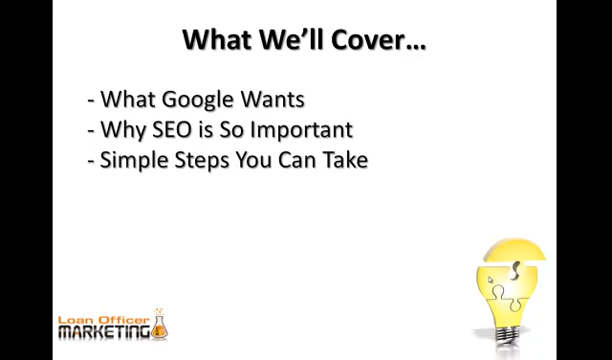 What We’ll Cover…
- What Google Wants
- Why SEO is So Important
- Simple Steps You Can Take
Loan Officer
MARKETING